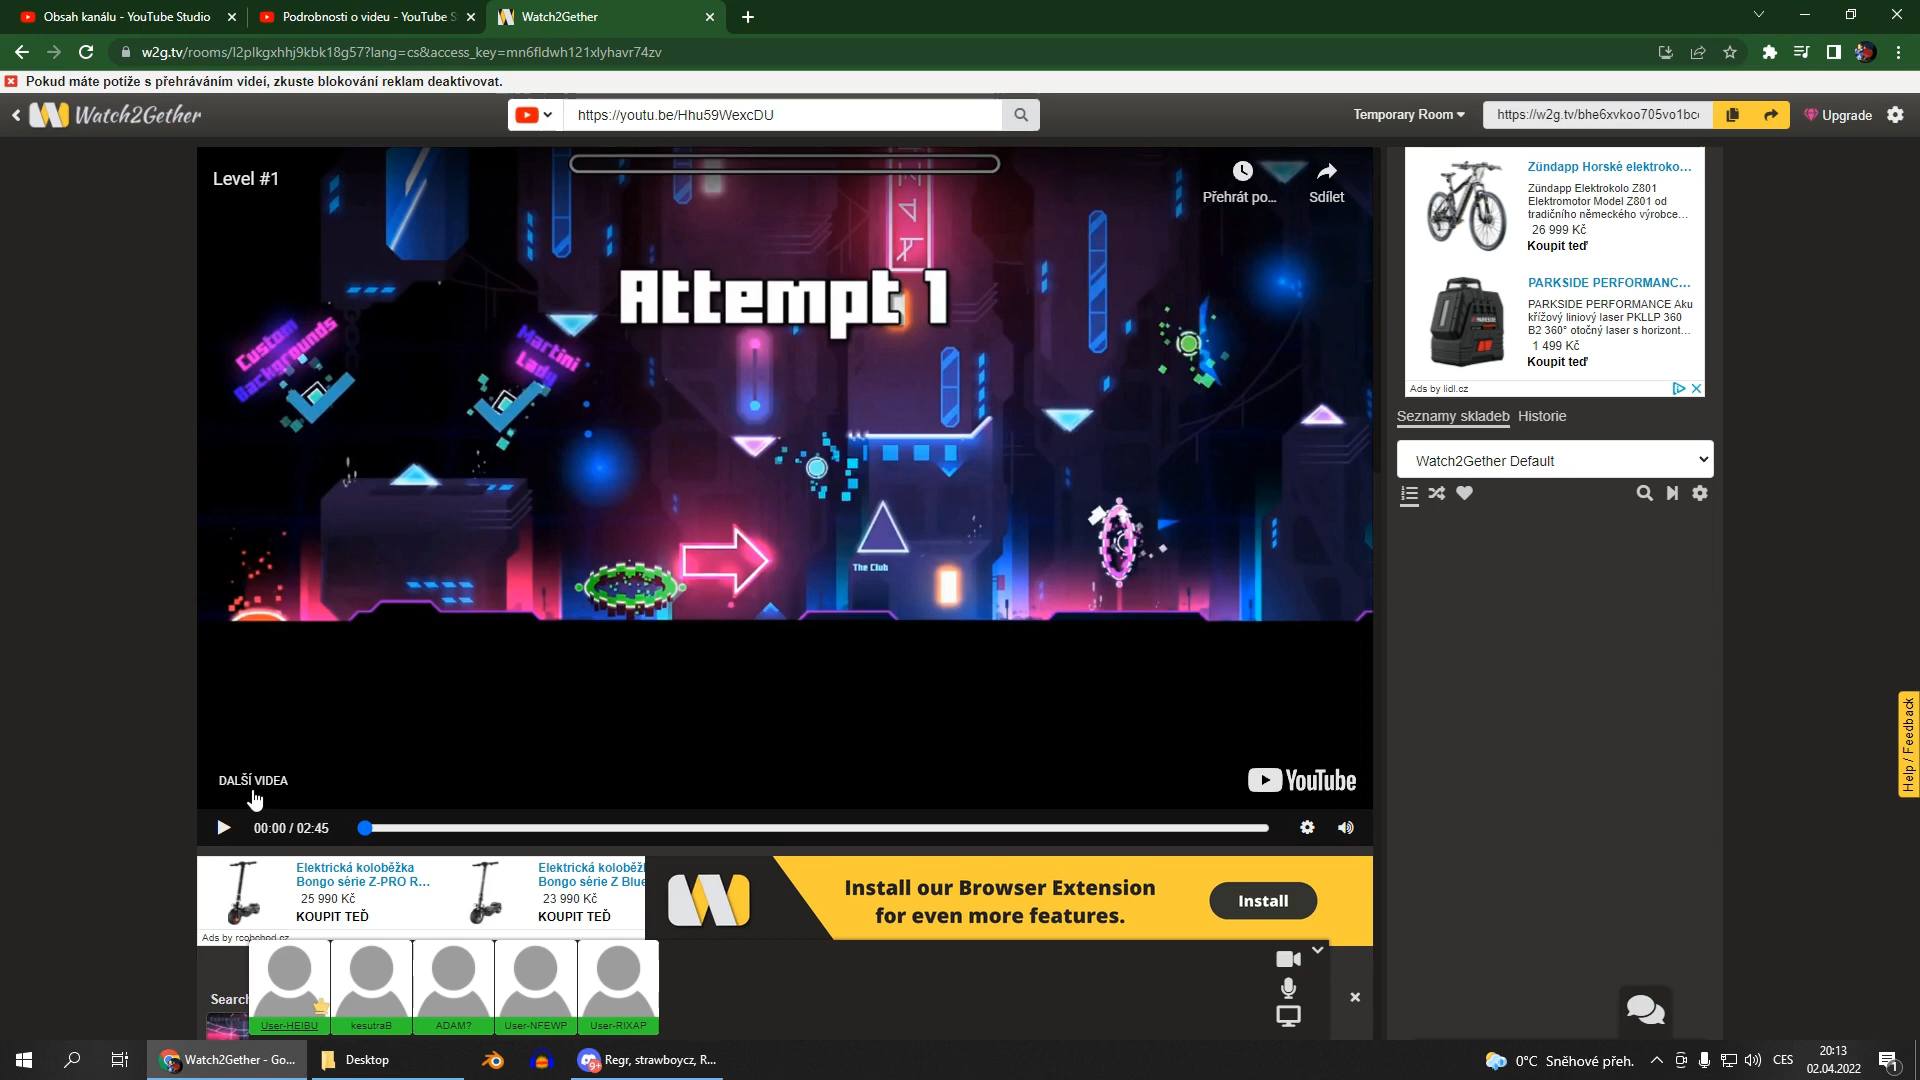 Obsah kanálu - YouTube Studio
Podrobnosti o videu - YouTube S
Watch2Gether
w2g.tv/rooms/l2plkgxhhj9kbk18g57?lang=cs&access_key=mn6fldwh121xlyhavr74zv
Pokud máte potíže s přehráváním videí, zkuste blokování reklam deaktivovat.
Watch2Gether
https://youtu.be/Hhu59WexcDU
Temporary Room
https://w2g.tv/bhe6xvkoo705vo1bc
Upgrade
Level #1
Přehrát po...
Sdílet
Attempt 1
Custom
Backgrounds
Martini
Lady
The Club
DALŠÍ VIDEA
YouTube
00:00 / 02:45
Zündapp Horské elektroko...
Zündapp Elektrokolo Z801
Elektromotor Model Z801 od
tradičního německého výrobce...
26 999 Kč
Koupit teď
PARKSIDE PERFORMANC...
PARKSIDE PERFORMANCE Aku
křížový liniový laser PKLLP 360
B2 360° otočný laser s horizont...
1 499 Kč
Koupit teď
Ads by lidl.cz
Seznamy skladeb
Historie
Watch2Gether Default
Help / Feedback
Elektrická koloběžka
Bongo série Z-PRO R...
25 990 Kč
KOUPIT TEĎ
Elektrická koloběž
Bongo série Z Blue
23 990 Kč
KOUPIT TEĎ
Ads by rcobchod.cz
Install our Browser Extension
for even more features.
Install
Search
User-HEIBU
kesutraB
ADAM?
User-NFEWP
User-RIXAP
Watch2Gether - Go...
Desktop
9+
Regr, strawboycz, R...
0°C Sněhové přeh.
CES
20:13
02.04.2022
1